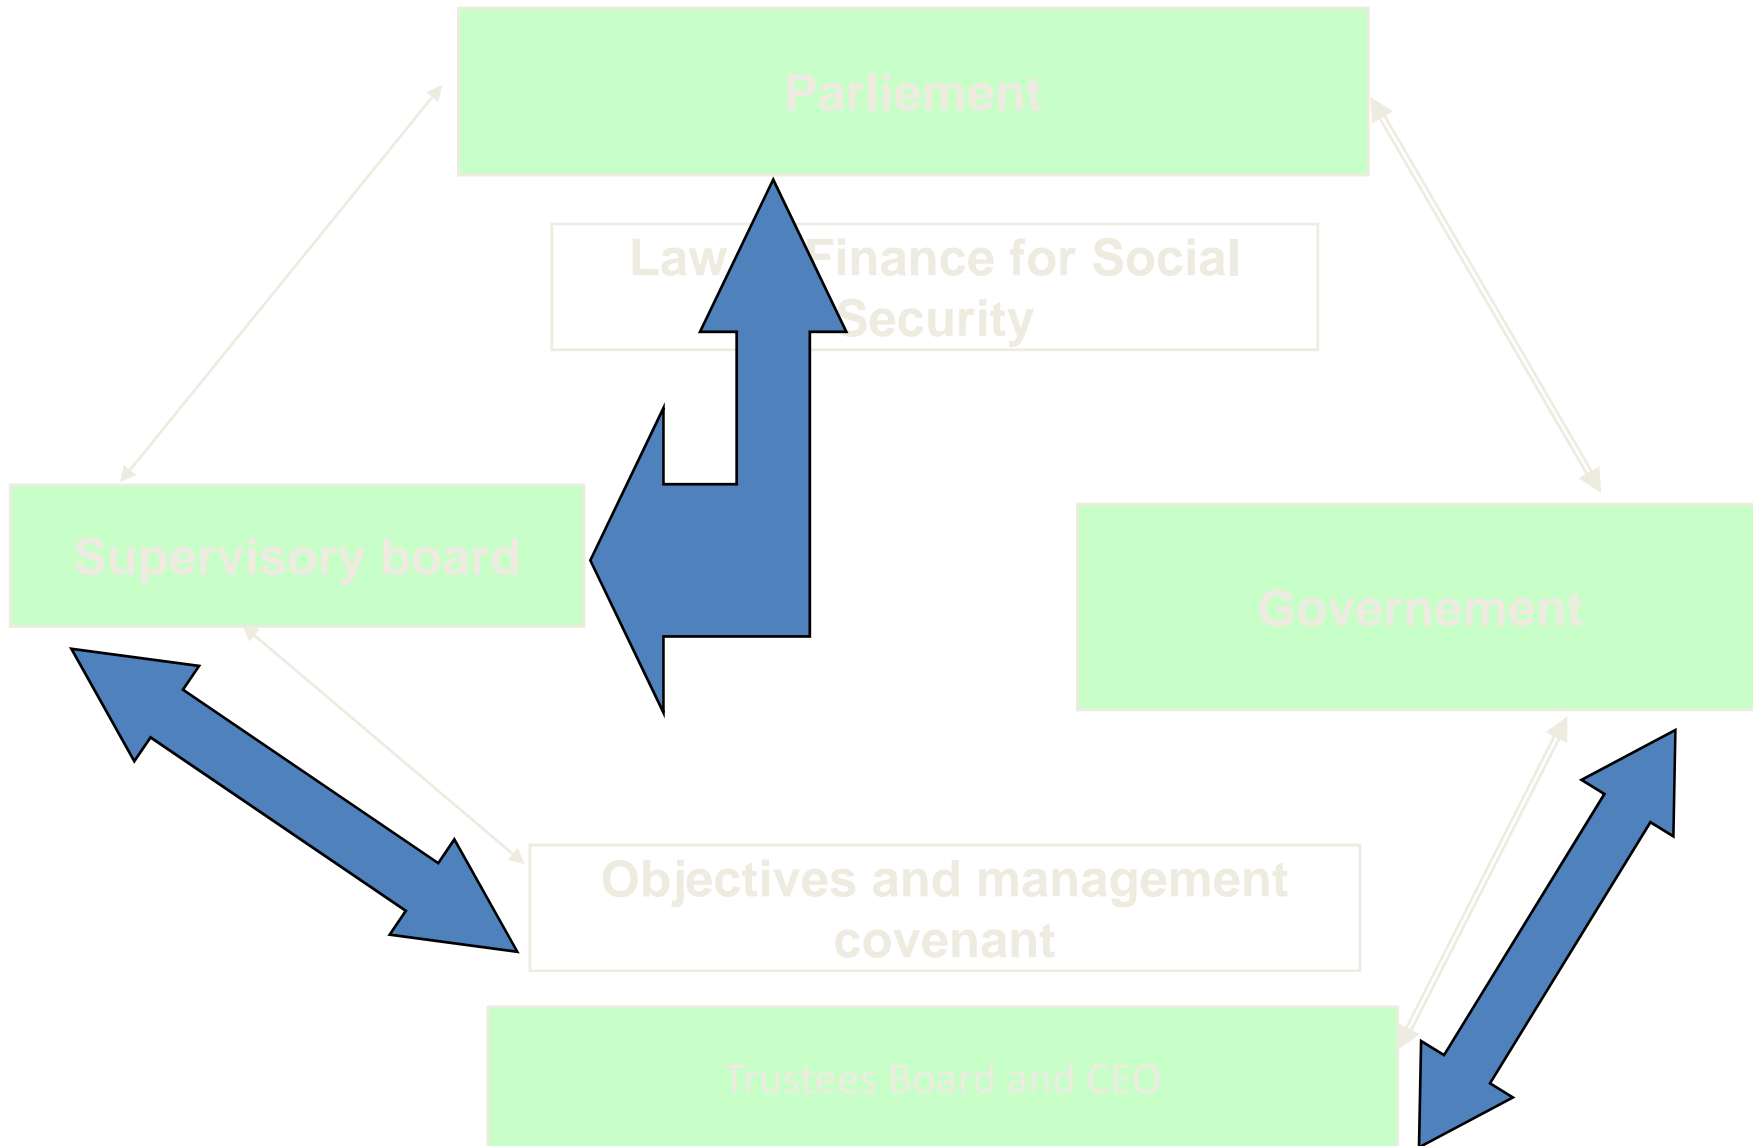 Parliement
Law Finance for Social
Security
Supervisory board
Governement
Objectives and management
covenant
Trustees Board and CEO